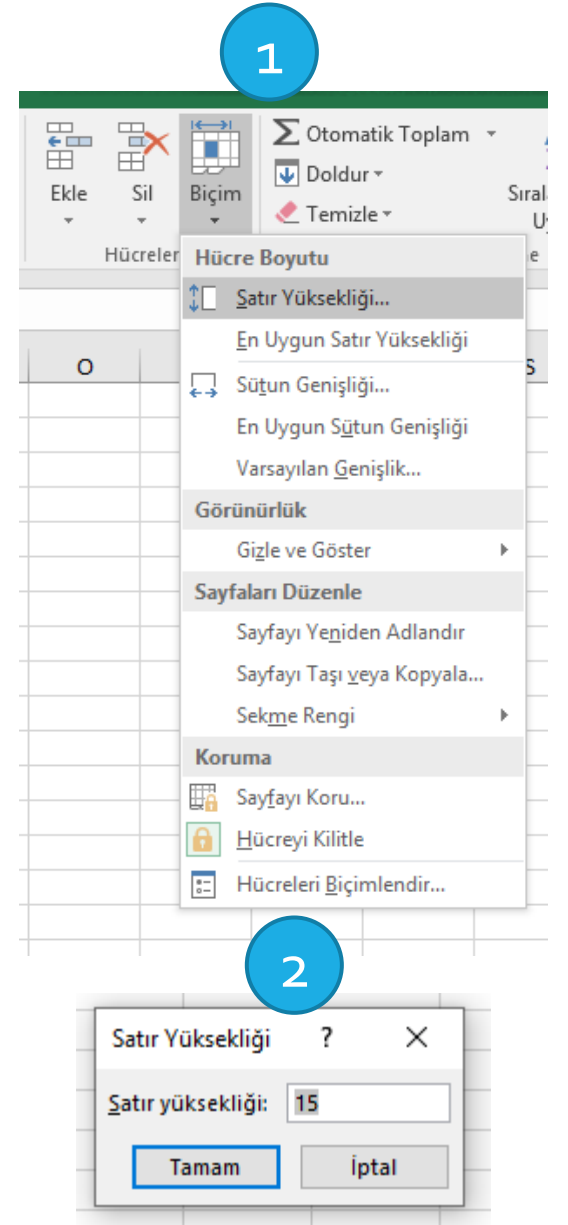 1
Otomatik Toplam
Doldur
Temizle
Ekle
Sil
Biçim
Hücreler
Hücre Boyutu
Satır Yüksekliği...
En Uygun Satır Yüksekliği
O
S
Sütun Genişliği...
En Uygun Sütun Genişliği
Varsayılan Genişlik...
Görünürlük
Gizle ve Göster
Sayfaları Düzenle
Sayfayı Yeniden Adlandır
Sayfayı Taşı veya Kopyala...
Sekme Rengi
Koruma
Sayfayı Koru...
Hücreyi Kilitle
Hücreleri Biçimlendir...
2
Satır Yüksekliği ?
Satır yüksekliği: 15
Tamam İptal